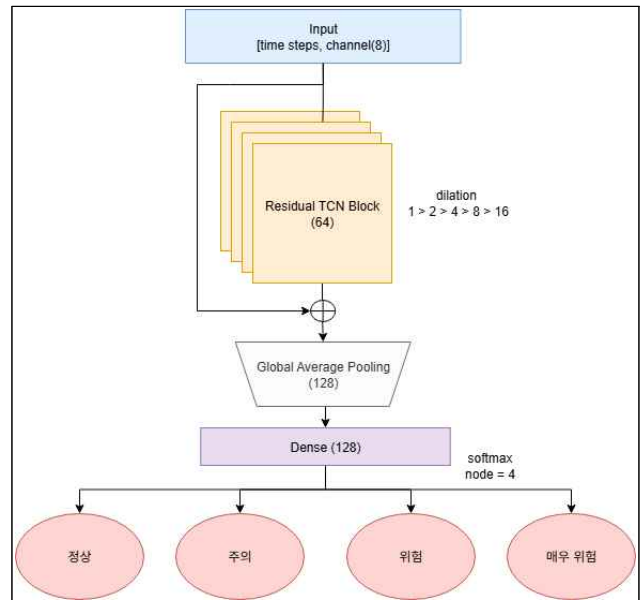 Input
[time steps, channel(8)]
Residual TCN Block
(64)
dilation
1 > 2 > 4 > 8 > 16
Global Average Pooling
(128)
Dense (128)
softmax
node = 4
정상
주의
위험
매우 위험